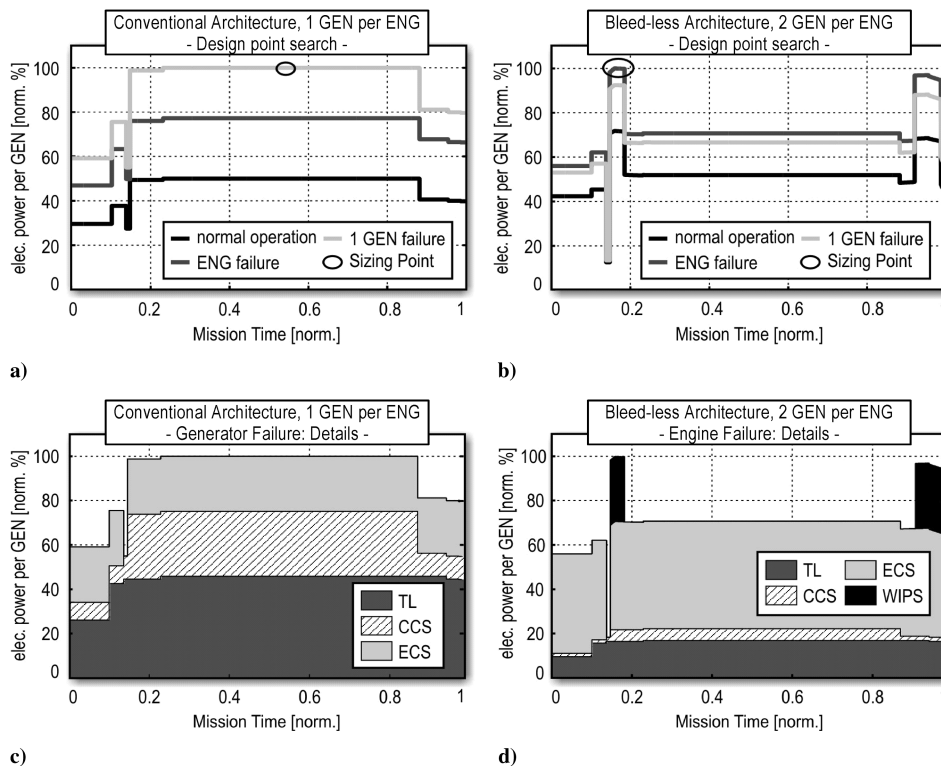 Conventional Architecture, 1 GEN per ENG
- Design point search -
elec. power per GEN [norm. %]
100
80
60
40
20
0
normal operation
1 GEN failure
ENG failure
Sizing Point
0
0.2
0.4
0.6
0.8
1
Mission Time [norm.]
a)
Bleed-less Architecture, 2 GEN per ENG
- Design point search -
elec. power per GEN [norm. %]
100
80
60
40
20
0
normal operation
1 GEN failure
ENG failure
Sizing Point
0
0.2
0.4
0.6
0.8
Mission Time [norm.]
b)
Conventional Architecture, 1 GEN per ENG
- Generator Failure: Details -
elec. power per GEN [norm. %]
100
80
60
40
20
0
TL
CCS
ECS
0
0.2
0.4
0.6
0.8
1
Mission Time [norm.]
c)
Bleed-less Architecture, 2 GEN per ENG
- Engine Failure: Details -
elec. power per GEN [norm. %]
100
80
60
40
20
0
TL
ECS
CCS
WIPS
0
0.2
0.4
0.6
0.8
Mission Time [norm.]
d)